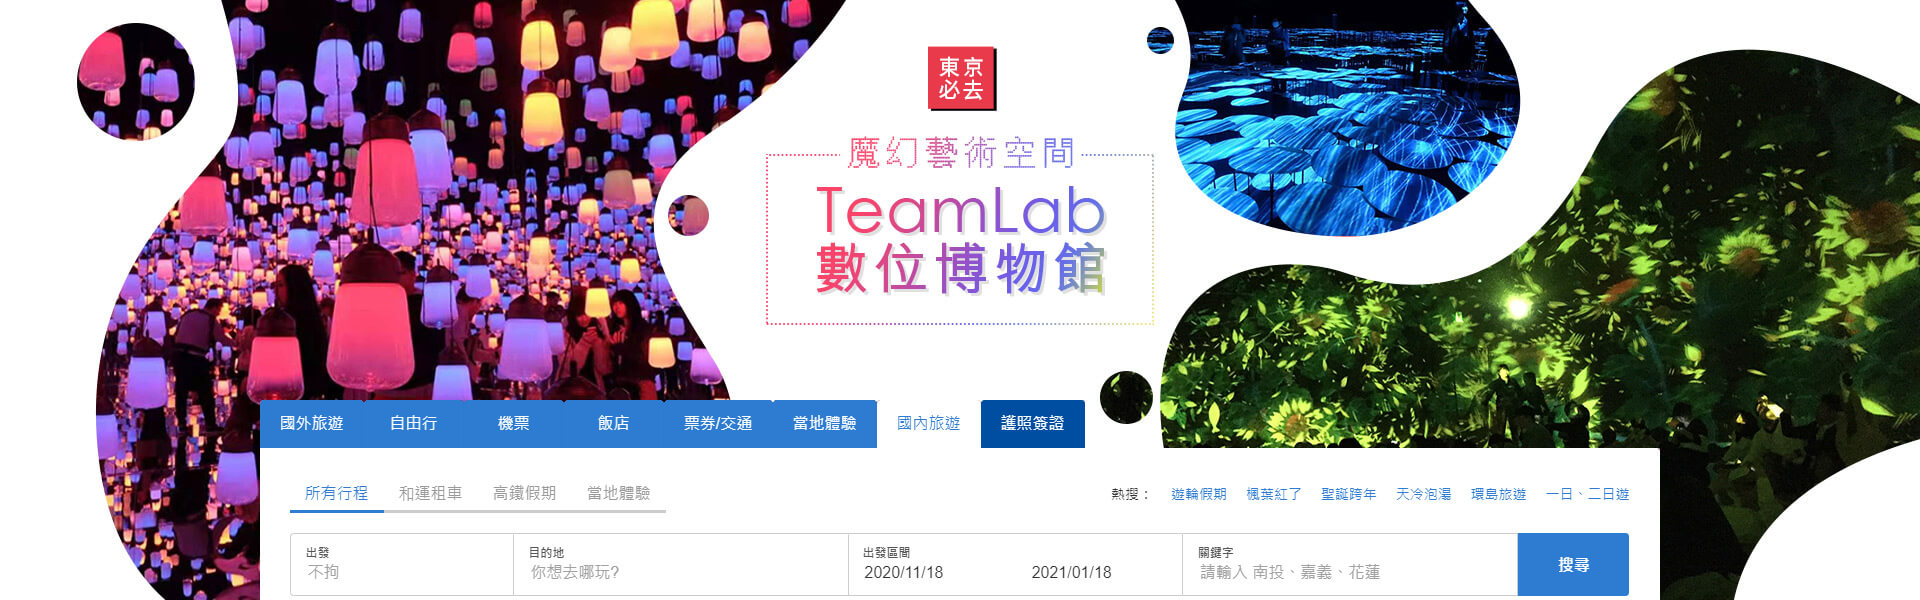 東京
必去
魔幻藝術空間
TeamLab
數位博物館
國外旅遊 自由行 機票 飯店 票券/交通 當地體驗 國內旅遊 護照簽證
所有行程 和運租車 高鐵假期 當地體驗 熱搜： 遊輪假期 楓葉紅了 聖誕跨年 天冷泡湯 環島旅遊 一日、二日遊
出發 目的地 出發區間 關鍵字
不拘 你想去哪玩? 2020/11/18 2021/01/18 請輸入 南投、嘉義、花蓮
搜尋